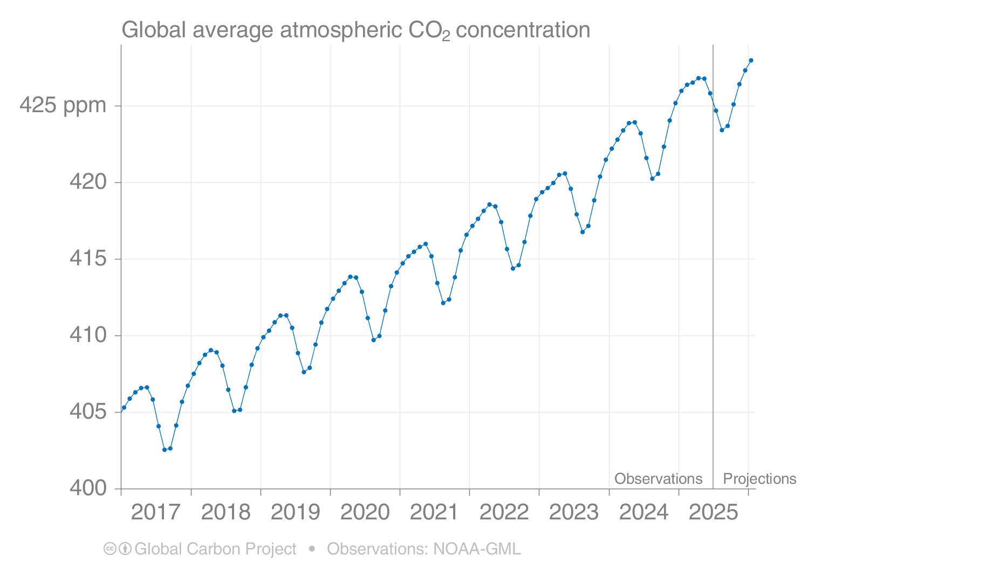 Global average atmospheric CO₂ concentration
425 ppm
420
415
410
405
400
Observations Projections
2017 2018 2019 2020 2021 2022 2023 2024 2025
cc Global Carbon Project • Observations: NOAA-GML